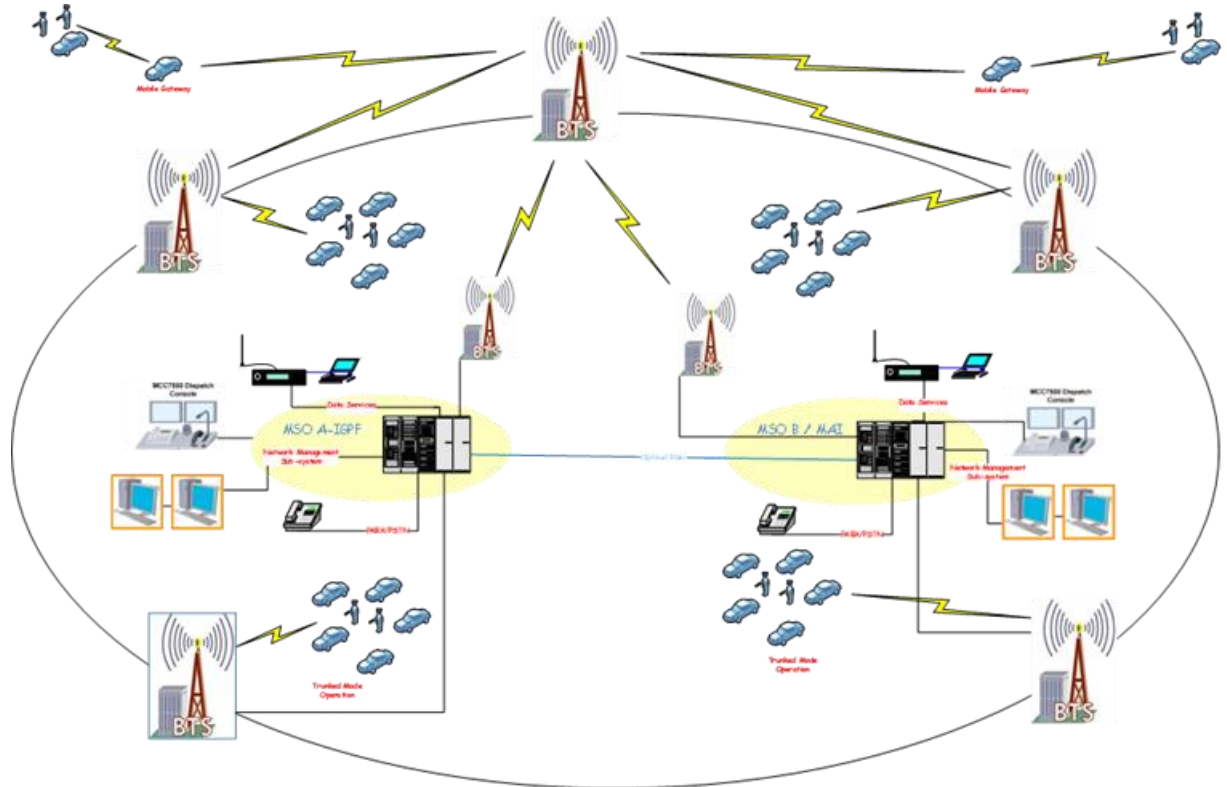 Mobile Gateway
Mobile Gateway
BTS
BTS
BTS
BTS
BTS
MCC7500 Dispatch
Console
Data Services
MSO A-IGPF
Network Management
Sub-system
PABX/PSTN
MSO B / MAI
Data Services
MCC7500 Dispatch
Console
Network Management
Sub-system
PABX/PSTN
Trunked Mode
Operation
Trunked Mode
Operation
BTS
BTS